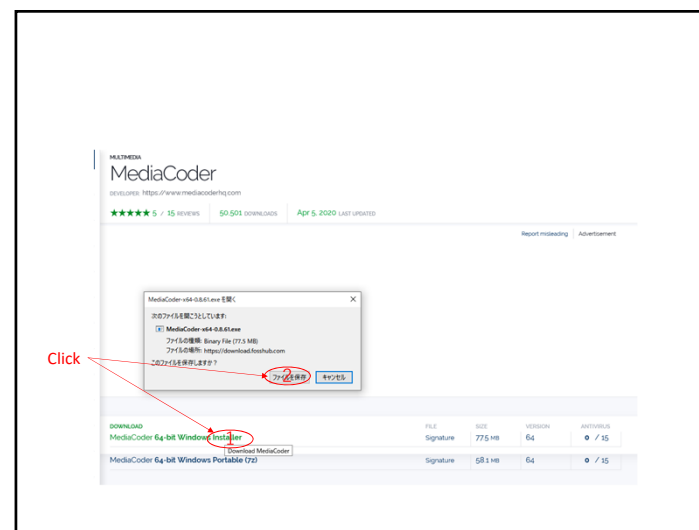 MULTIMEDIA
MediaCoder
DEVELOPER: https://www.mediacoderhq.com
★★★★★ 5 / 15 REVIEWS 50,501 DOWNLOADS Apr 5, 2020 LAST UPDATED
Report misleading Advertisement
MediaCoder-x64-0.8.61.exe を開く ×
次のファイルを開こうとしています:
MediaCoder-x64-0.8.61.exe
ファイルの種類: Binary File (77.5 MB)
ファイルの場所: https://download.fosshub.com
このファイルを保存しますか?
Click
ファイルを保存 2 キャンセル
DOWNLOAD FILE SIZE VERSION ANTIVIRUS
MediaCoder 64-bit Windows Installer 1 Signature 77.5 MB 64 0 / 15
Download MediaCoder
MediaCoder 64-bit Windows Portable (7z) Signature 58.1 MB 64 0 / 15